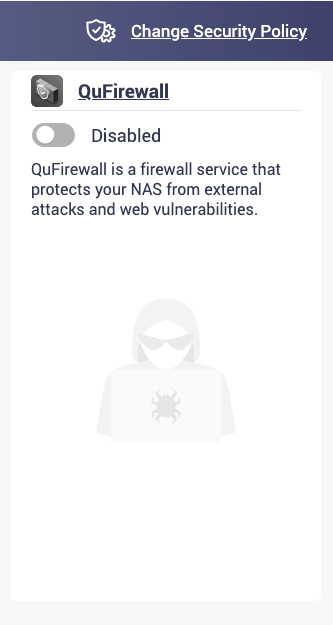 Change Security Policy
QuFirewall
Disabled
QuFirewall is a firewall service that
protects your NAS from external
attacks and web vulnerabilities.